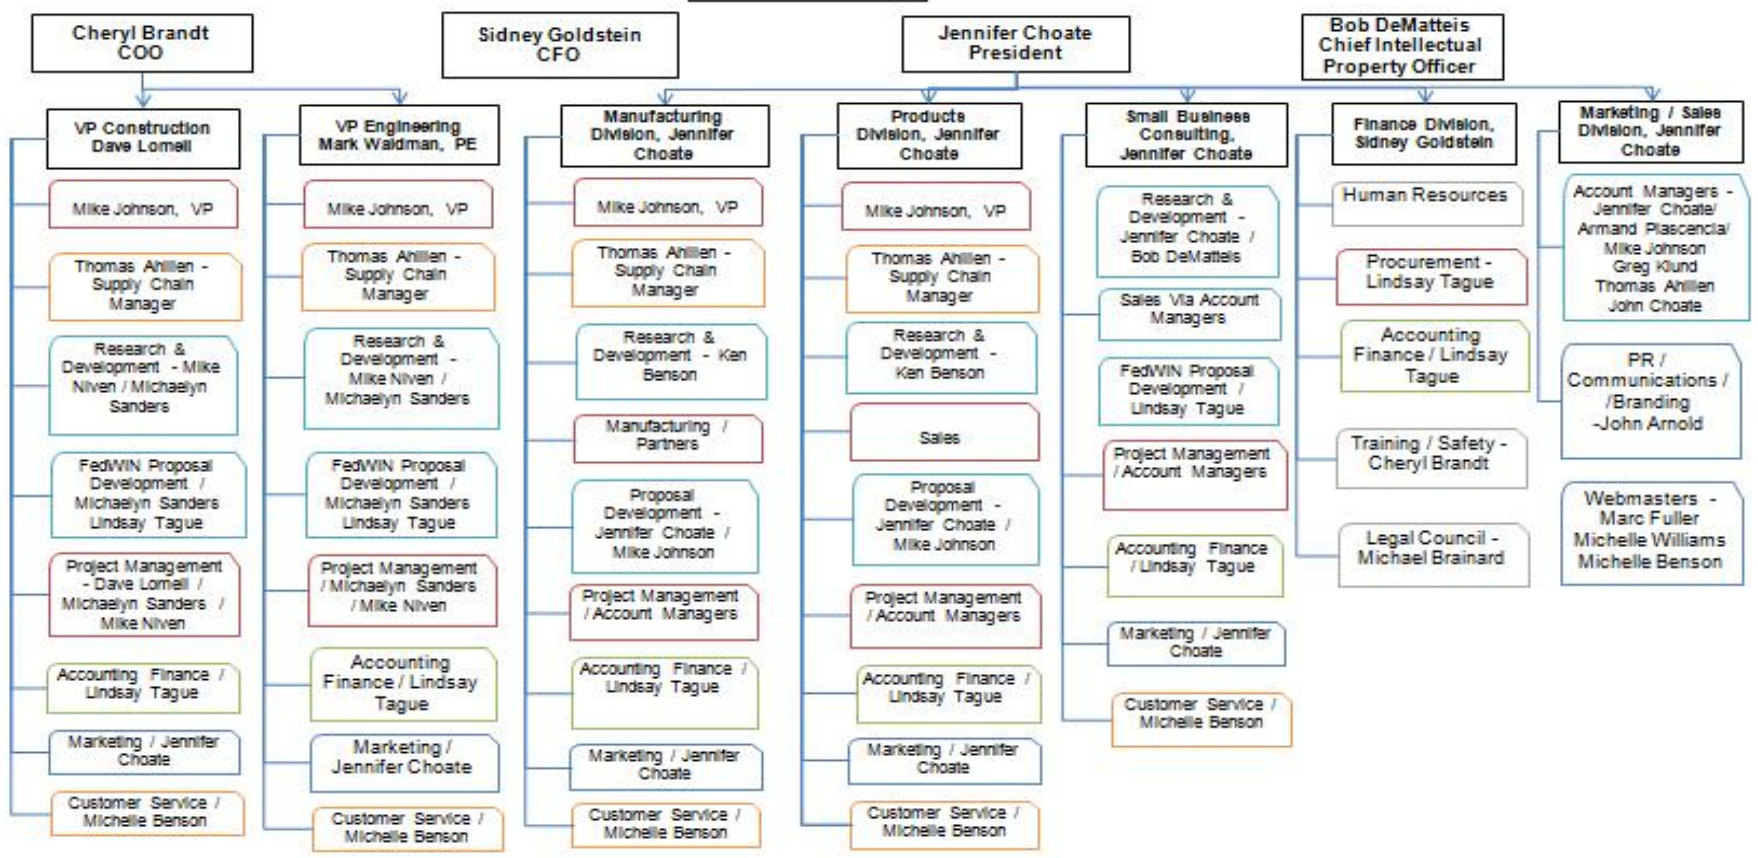 Cheryl Brandt
COO
Sidney Goldstein
CFO
Jennifer Choate
President
Bob DeMatteis
Chief Intellectual
Property Officer
VP Construction
Dave Lomeli
VP Engineering
Mark Waldman, PE
Manufacturing
Division, Jennifer
Choate
Products
Division, Jennifer
Choate
Small Business
Consulting,
Jennifer Choate
Finance Division,
Sidney Goldstein
Marketing / Sales
Division, Jennifer
Choate
Mike Johnson, VP
Thomas Ahillen -
Supply Chain
Manager
Research &
Development - Mike
Niven / Michaelyn
Sanders
FedWIN Proposal
Development /
Michaelyn Sanders
Lindsay Tague
Project Management
- Dave Lomeli /
Michaelyn Sanders /
Mike Niven
Accounting Finance /
Lindsay Tague
Marketing / Jennifer
Choate
Customer Service /
Michelle Benson
Mike Johnson, VP
Thomas Ahillen -
Supply Chain
Manager
Research &
Development -
Mike Niven /
Michaelyn Sanders
FedWIN Proposal
Development /
Michaelyn Sanders
Lindsay Tague
Project Management
/ Michaelyn Sanders
/ Mike Niven
Accounting
Finance / Lindsay
Tague
Marketing /
Jennifer Choate
Customer Service /
Michelle Benson
Mike Johnson, VP
Thomas Ahillen -
Supply Chain
Manager
Research &
Development - Ken
Benson
Manufacturing /
Partners
Proposal
Development -
Jennifer Choate /
Mike Johnson
Project Management
/ Account Managers
Accounting Finance /
Lindsay Tague
Marketing / Jennifer
Choate
Customer Service /
Michelle Benson
Mike Johnson, VP
Thomas Ahillen -
Supply Chain
Manager
Research &
Development -
Ken Benson
Sales
Proposal
Development -
Jennifer Choate /
Mike Johnson
Project Management
/ Account Managers
Accounting Finance /
Lindsay Tague
Marketing / Jennifer
Choate
Customer Service /
Michelle Benson
Research &
Development -
Jennifer Choate /
Bob DeMatteis
Sales Via Account
Managers
FedWIN Proposal
Development /
Lindsay Tague
Project Management
/ Account Managers
Accounting Finance
/ Lindsay Tague
Marketing / Jennifer
Choate
Customer Service /
Michelle Benson
Human Resources
Procurement -
Lindsay Tague
Accounting
Finance / Lindsay
Tague
Training / Safety -
Cheryl Brandt
Legal Council -
Michael Brainard
Account Managers -
Jennifer Choate/
Armand Plascencia/
Mike Johnson
Greg Klund
Thomas Ahillen
John Choate
PR /
Communications /
/Branding
-John Arnold
Webmasters -
Marc Fuller
Michelle Williams
Michelle Benson